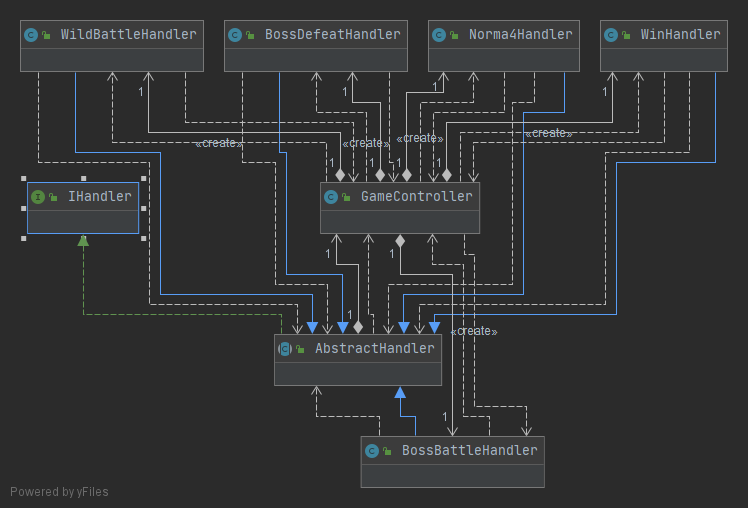 WildBattleHandler
BossDefeatHandler
Norma4Handler
WinHandler
1
1
1
1
«create»
«create»
«create»
«create»
1
1
1
1
IHandler
GameController
1
1
1
«create»
AbstractHandler
1
BossBattleHandler
Powered by yFiles